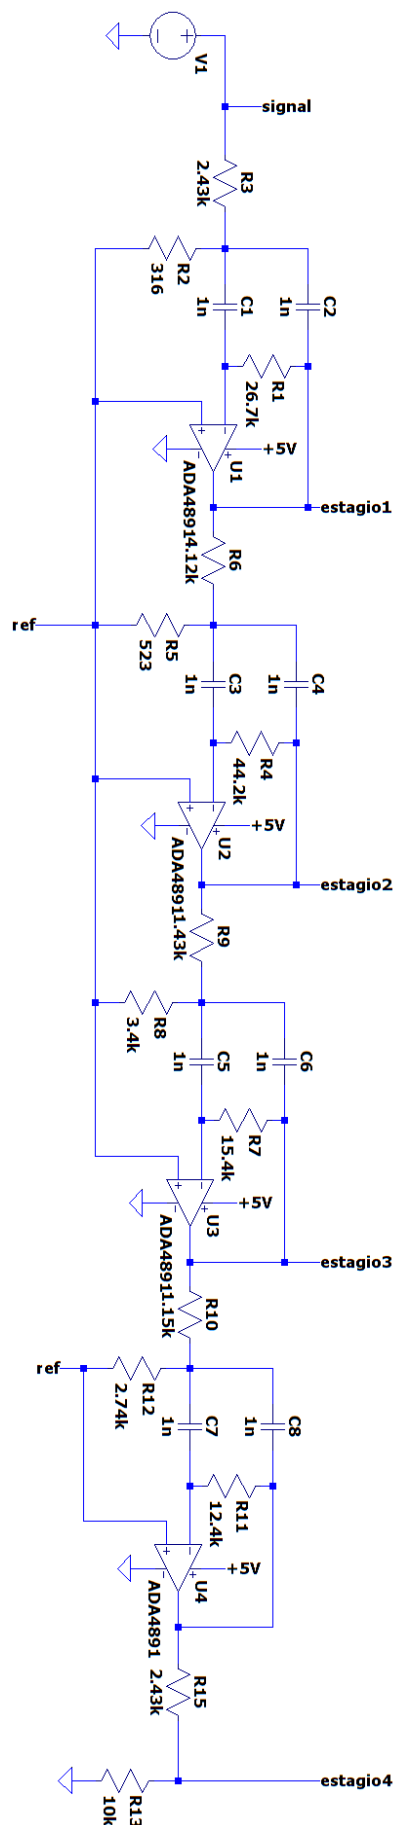 V1
signal
R3
2.43k
R2
316
C1
1n
C2
1n
R1
26.7k
U1
+5V
ADA4891
estagio1
R6
4.12k
ref
R5
523
C3
1n
C4
1n
R4
44.2k
U2
+5V
ADA4891
estagio2
R9
1.43k
R8
3.4k
C5
1n
C6
1n
R7
15.4k
U3
+5V
ADA4891
estagio3
R10
1.15k
ref
R12
2.74k
C7
1n
C8
1n
R11
12.4k
U4
+5V
ADA4891
R15
2.43k
estagio4
R13
10k